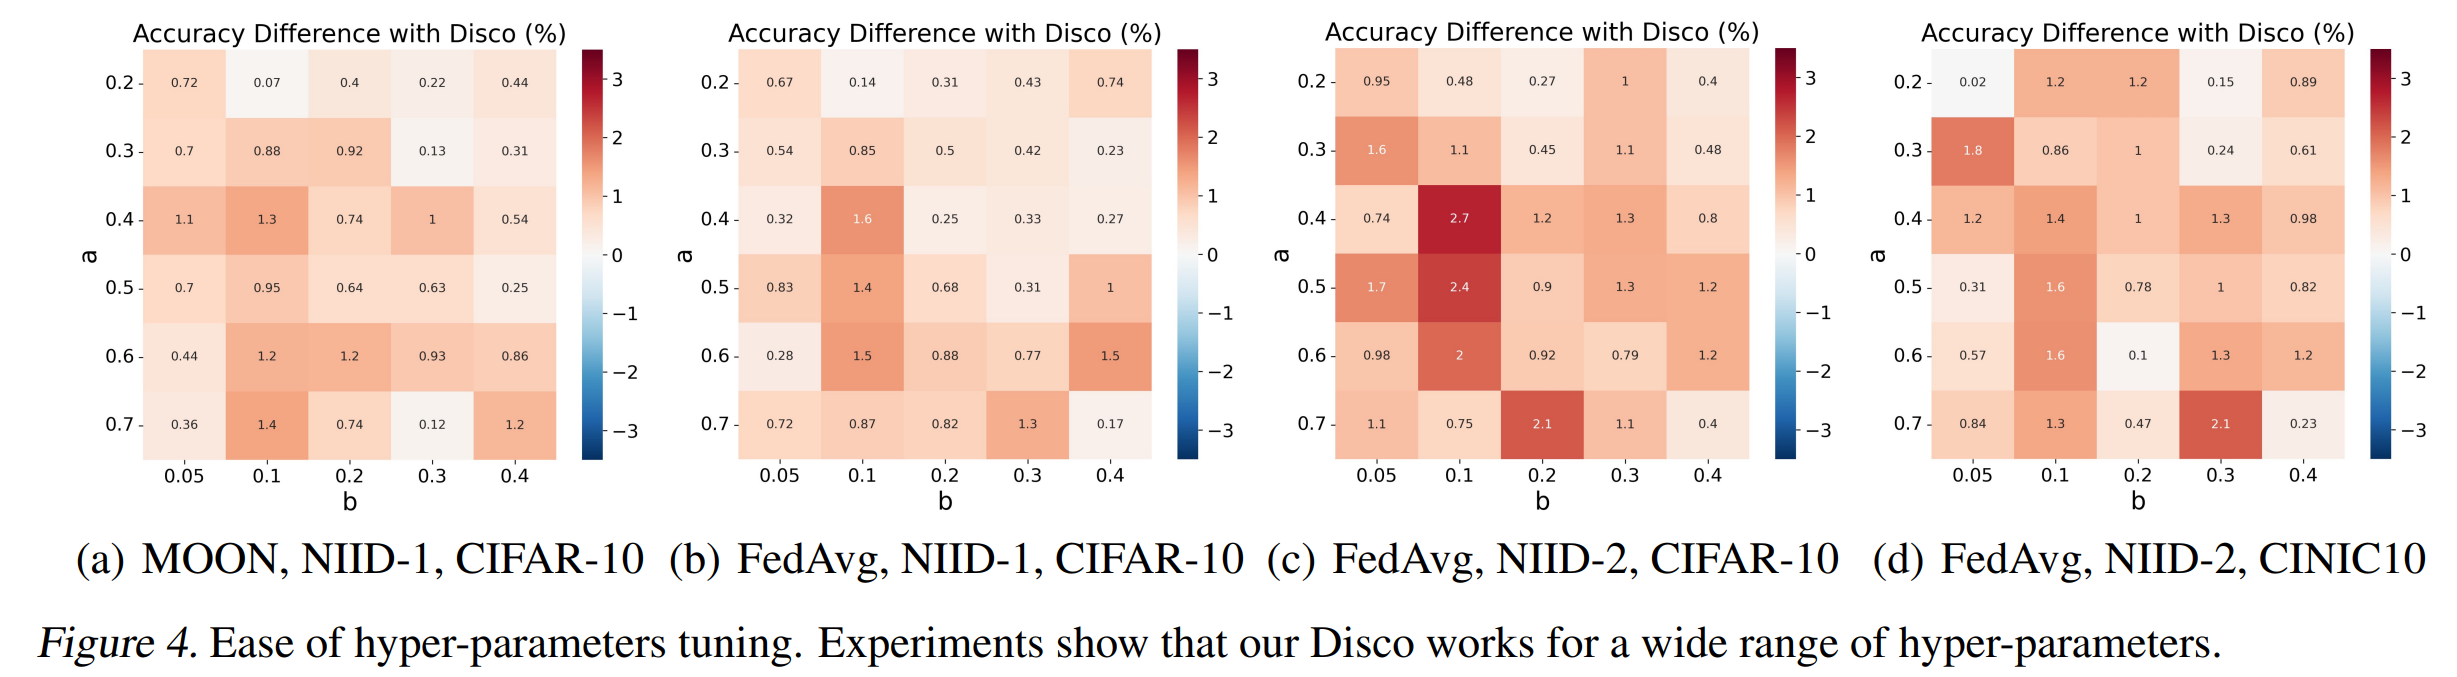 Accuracy Difference with Disco (%)
0.2 0.72 0.07 0.4 0.22 0.44
0.3 0.7 0.88 0.92 0.13 0.31
0.4 1.1 1.3 0.74 1 0.54
0.5 0.7 0.95 0.64 0.63 0.25
0.6 0.44 1.2 1.2 0.93 0.86
0.7 0.36 1.4 0.74 0.12 1.2
0.05 0.1 0.2 0.3 0.4
a
b
3
2
1
0
−1
−2
−3
(a) MOON, NIID-1, CIFAR-10
Accuracy Difference with Disco (%)
0.2 0.67 0.14 0.31 0.43 0.74
0.3 0.54 0.85 0.5 0.42 0.23
0.4 0.32 1.6 0.25 0.33 0.27
0.5 0.83 1.4 0.68 0.31 1
0.6 0.28 1.5 0.88 0.77 1.5
0.7 0.72 0.87 0.82 1.3 0.17
0.05 0.1 0.2 0.3 0.4
a
b
3
2
1
0
−1
−2
−3
(b) FedAvg, NIID-1, CIFAR-10
Accuracy Difference with Disco (%)
0.2 0.95 0.48 0.27 1 0.4
0.3 1.6 1.1 0.45 1.1 0.48
0.4 0.74 2.7 1.2 1.3 0.8
0.5 1.7 2.4 0.9 1.3 1.2
0.6 0.98 2 0.92 0.79 1.2
0.7 1.1 0.75 2.1 1.1 0.4
0.05 0.1 0.2 0.3 0.4
a
b
3
2
1
0
−1
−2
−3
(c) FedAvg, NIID-2, CIFAR-10
Accuracy Difference with Disco (%)
0.2 0.02 1.2 1.2 0.15 0.89
0.3 1.8 0.86 1 0.24 0.61
0.4 1.2 1.4 1 1.3 0.98
0.5 0.31 1.6 0.78 1 0.82
0.6 0.57 1.6 0.1 1.3 1.2
0.7 0.84 1.3 0.47 2.1 0.23
0.05 0.1 0.2 0.3 0.4
a
b
3
2
1
0
−1
−2
−3
(d) FedAvg, NIID-2, CINIC10
Figure 4. Ease of hyper-parameters tuning. Experiments show that our Disco works for a wide range of hyper-parameters.